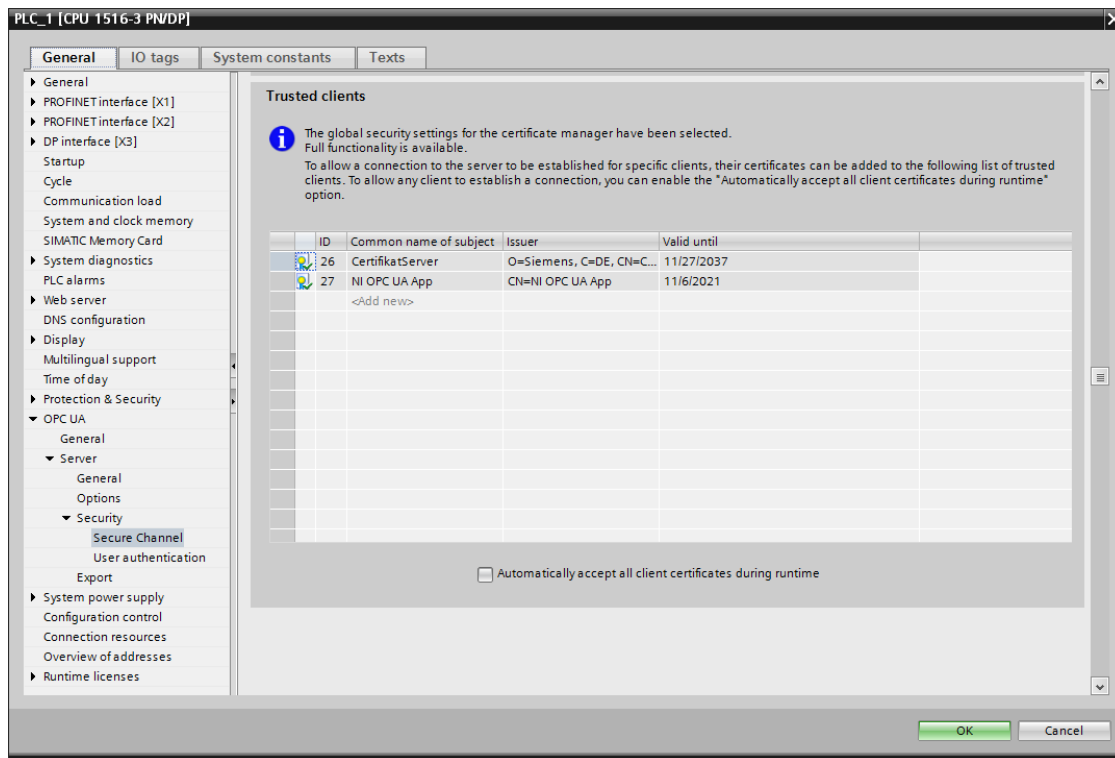 PLC_1 [CPU 1516-3 PN/DP]
General
IO tags
System constants
Texts
General
PROFINET interface [X1]
PROFINET interface [X2]
DP interface [X3]
Startup
Cycle
Communication load
System and clock memory
SIMATIC Memory Card
System diagnostics
PLC alarms
Web server
DNS configuration
Display
Multilingual support
Time of day
Protection & Security
OPC UA
General
Server
General
Options
Security
Secure Channel
User authentication
Export
System power supply
Configuration control
Connection resources
Overview of addresses
Runtime licenses
Trusted clients
The global security settings for the certificate manager have been selected.
Full functionality is available.
To allow a connection to the server to be established for specific clients, their certificates can be added to the following list of trusted
clients. To allow any client to establish a connection, you can enable the "Automatically accept all client certificates during runtime"
option.
ID Common name of subject Issuer Valid until
26 CertifikatServer O=Siemens, C=DE, CN=C... 11/27/2037
27 NI OPC UA App CN=NI OPC UA App 11/6/2021
<Add new>
Automatically accept all client certificates during runtime
OK
Cancel